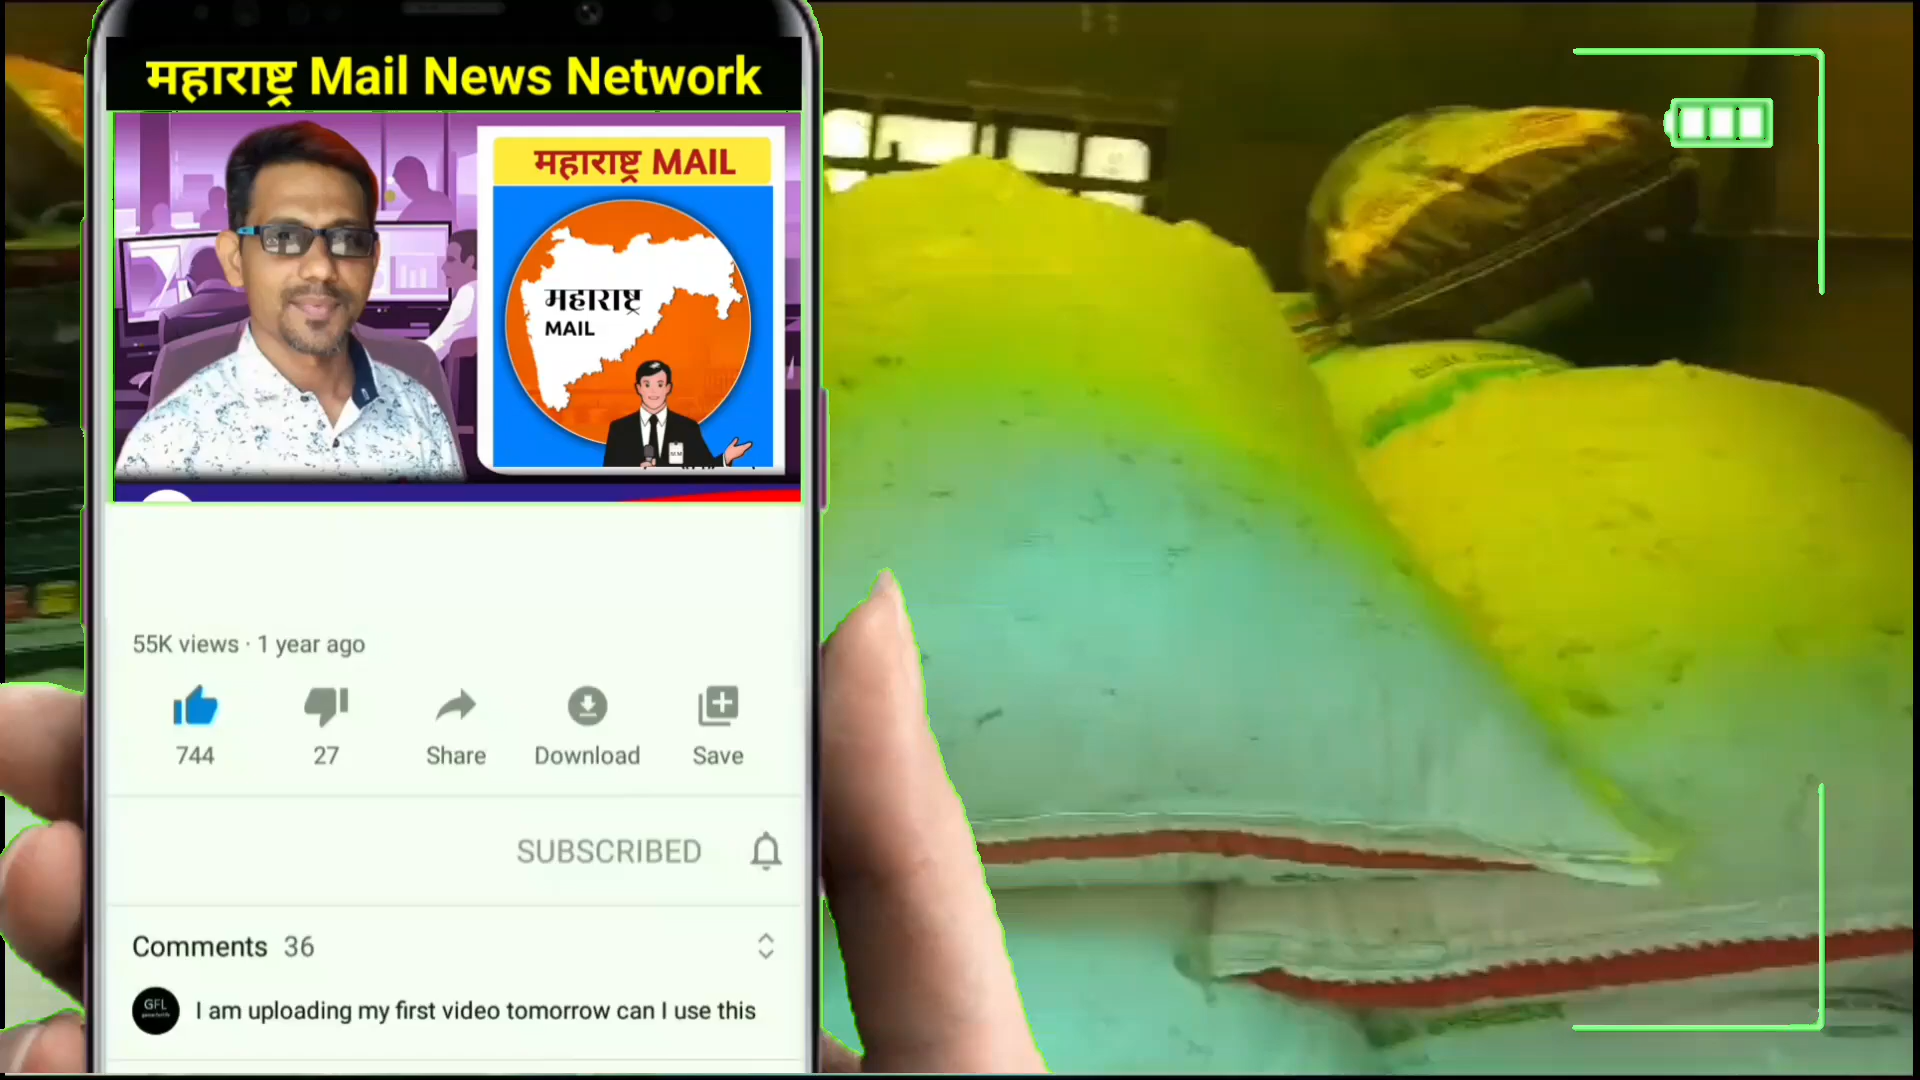 महाराष्ट्र Mail News Network
महाराष्ट्र MAIL
महाराष्ट्र
MAIL
55K views · 1 year ago
744
27
Share
Download
Save
SUBSCRIBED
Comments 36
GFL
I am uploading my first video tomorrow can I use this